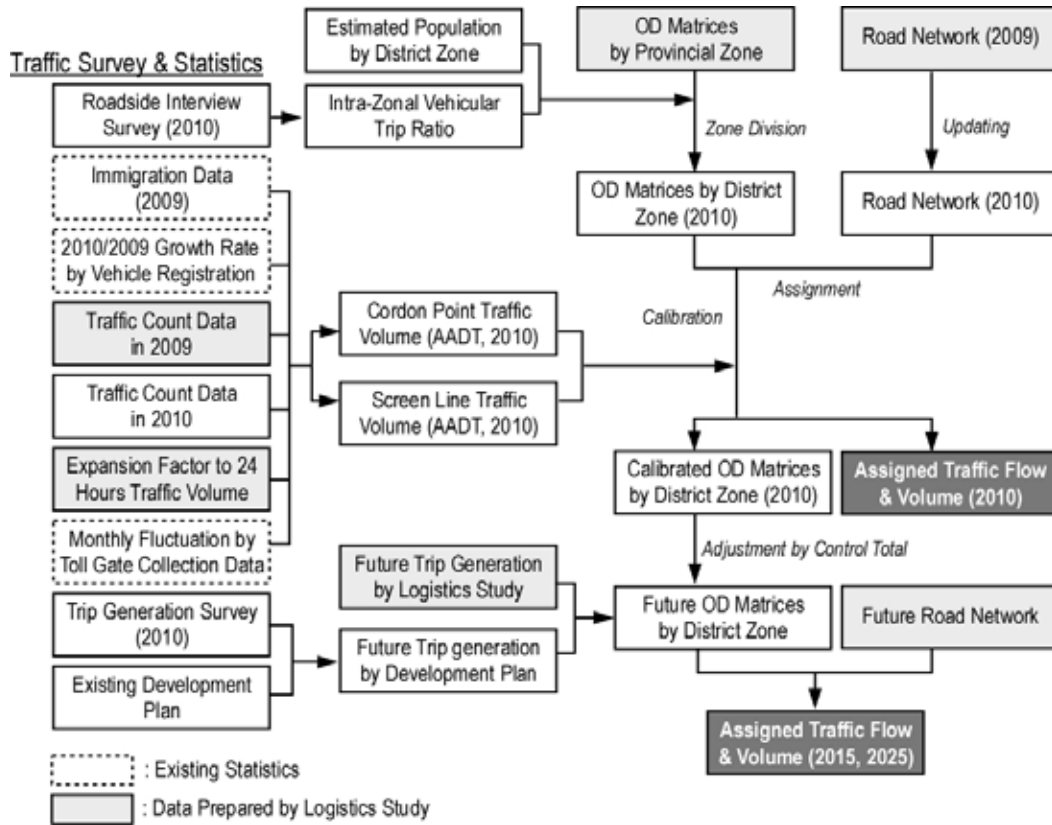 Traffic Survey & Statistics
Roadside Interview
Survey (2010)
Immigration Data
(2009)
2010/2009 Growth Rate
by Vehicle Registration
Traffic Count Data
in 2009
Traffic Count Data
in 2010
Expansion Factor to 24
Hours Traffic Volume
Monthly Fluctuation by
Toll Gate Collection Data
Trip Generation Survey
(2010)
Existing Development
Plan
Estimated Population
by District Zone
Intra-Zonal Vehicular
Trip Ratio
Cordon Point Traffic
Volume (AADT, 2010)
Screen Line Traffic
Volume (AADT, 2010)
Future Trip Generation
by Logistics Study
Future Trip generation
by Development Plan
OD Matrices
by Provincial Zone
Zone Division
OD Matrices by District
Zone (2010)
Road Network (2009)
Updating
Road Network (2010)
Assignment
Calibration
Calibrated OD Matrices
by District Zone (2010)
Assigned Traffic Flow
& Volume (2010)
Adjustment by Control Total
Future OD Matrices
by District Zone
Future Road Network
Assigned Traffic Flow
& Volume (2015, 2025)
: Existing Statistics
: Data Prepared by Logistics Study